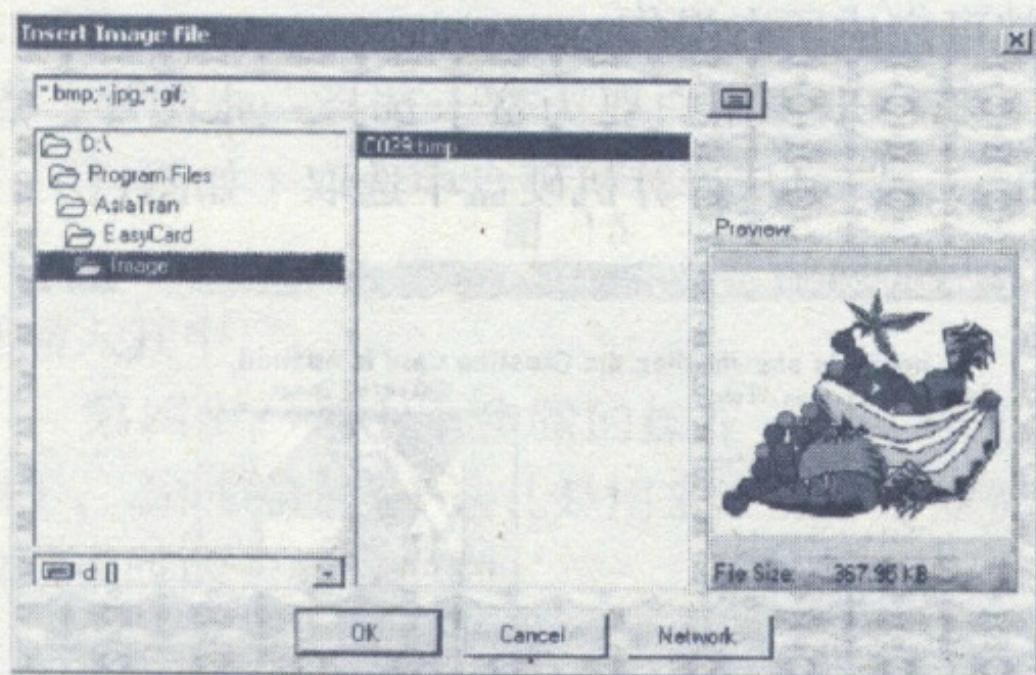 Insert Image File
*.bmp;*.jpg;*.gif;
D:\
Program Files
AsiaTran
EasyCard
Image
C039.bmp
Preview:
File Size: 367.95 KB
d: []
OK
Cancel
Network